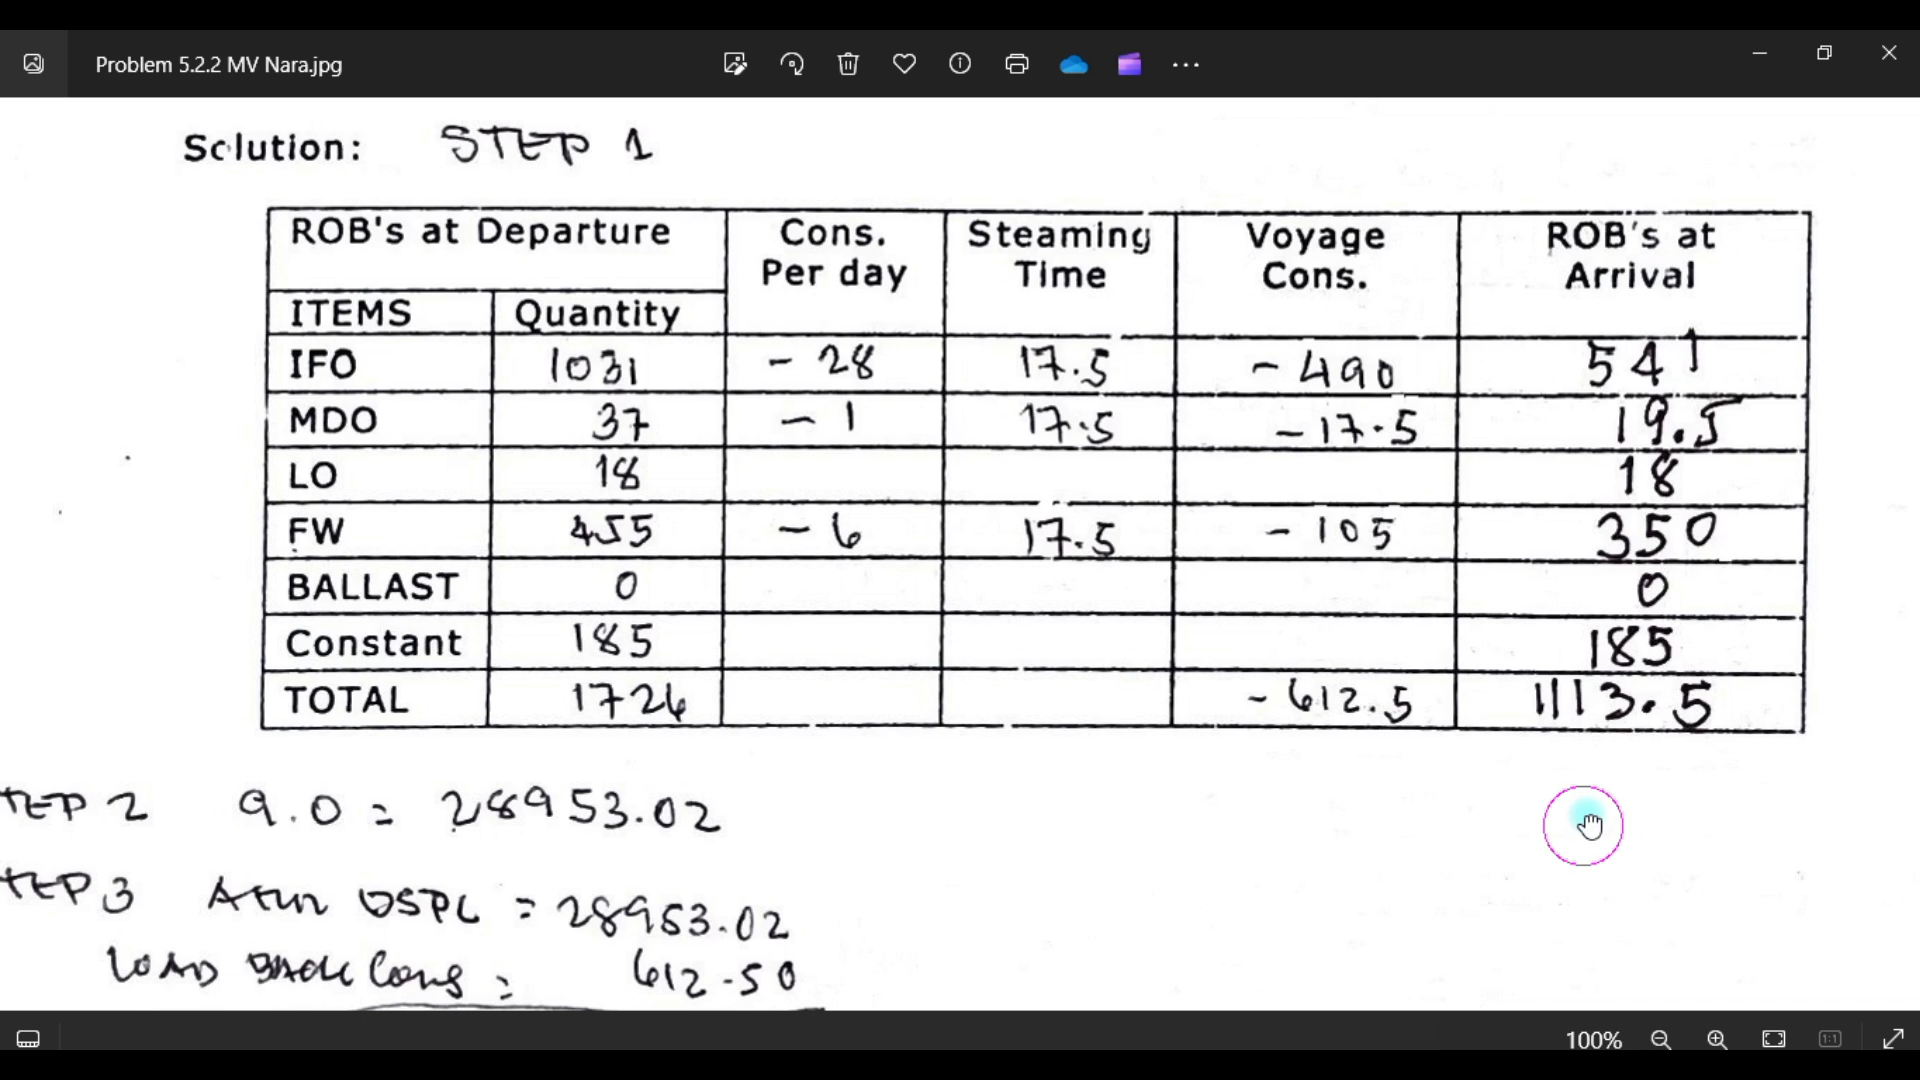 Problem 5.2.2 MV Nara.jpg
Solution: STEP 1
ROB's at Departure Cons. Per day Steaming Time Voyage Cons. ROB's at Arrival
ITEMS Quantity
IFO 1031 - 28 17.5 - 490 541
MDO 37 - 1 17.5 - 17.5 19.5
LO 18 18
FW 455 - 6 17.5 - 105 350
BALLAST 0 0
Constant 185 185
TOTAL 1726 - 612.5 1113.5
TEP 2 9.0 = 28953.02
TEP 3 DSPL = 28953.02
LOAD BACK Cons = 612.50
100%
1:1